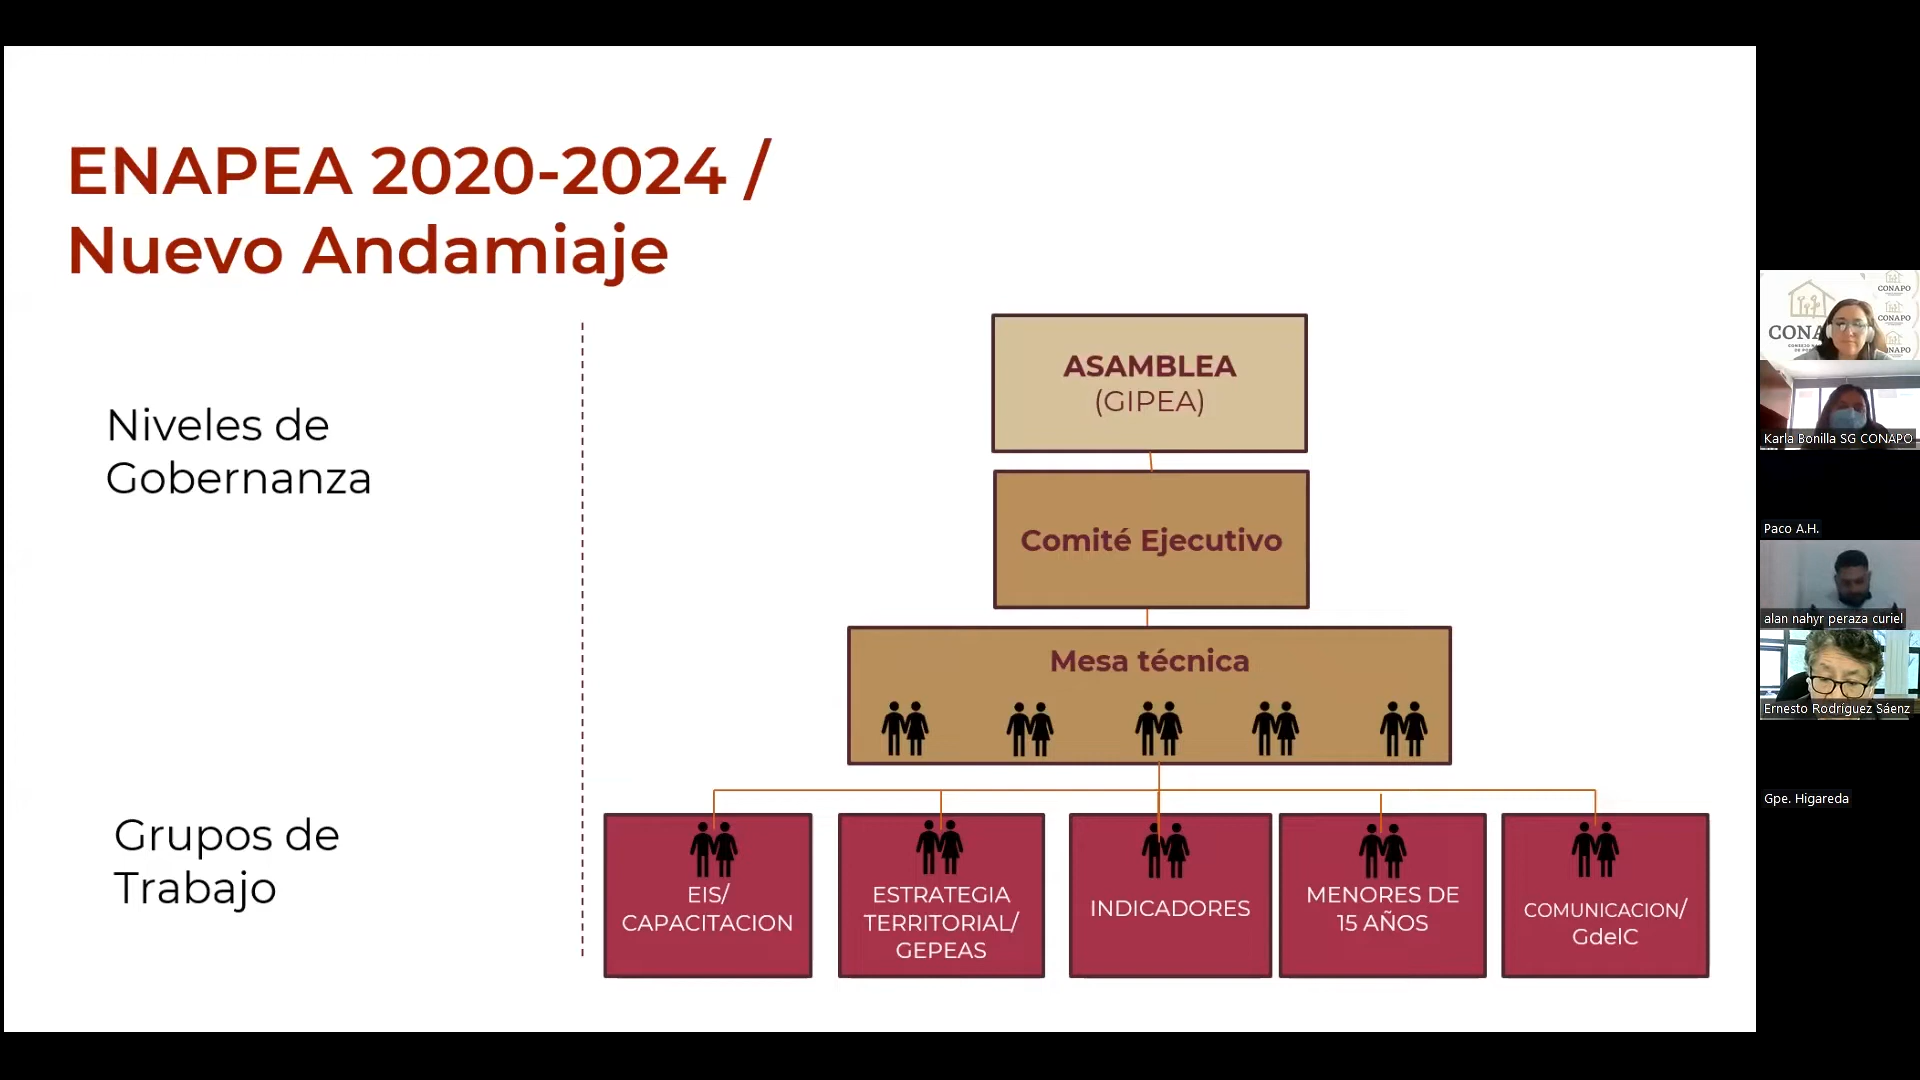 ENAPEA 2020-2024 /
Nuevo Andamiaje
Niveles de
Gobernanza
ASAMBLEA
(GIPEA)
Comité Ejecutivo
Mesa técnica
Grupos de
Trabajo
EIS/
CAPACITACION
ESTRATEGIA
TERRITORIAL/
GEPEAS
INDICADORES
MENORES DE
15 AÑOS
COMUNICACION/
GdelC
CONAPO
CONAPO
Karla Bonilla SG CONAPO
Paco A.H.
alan nahyr peraza curiel
Ernesto Rodríguez Sáenz
Gpe. Higareda